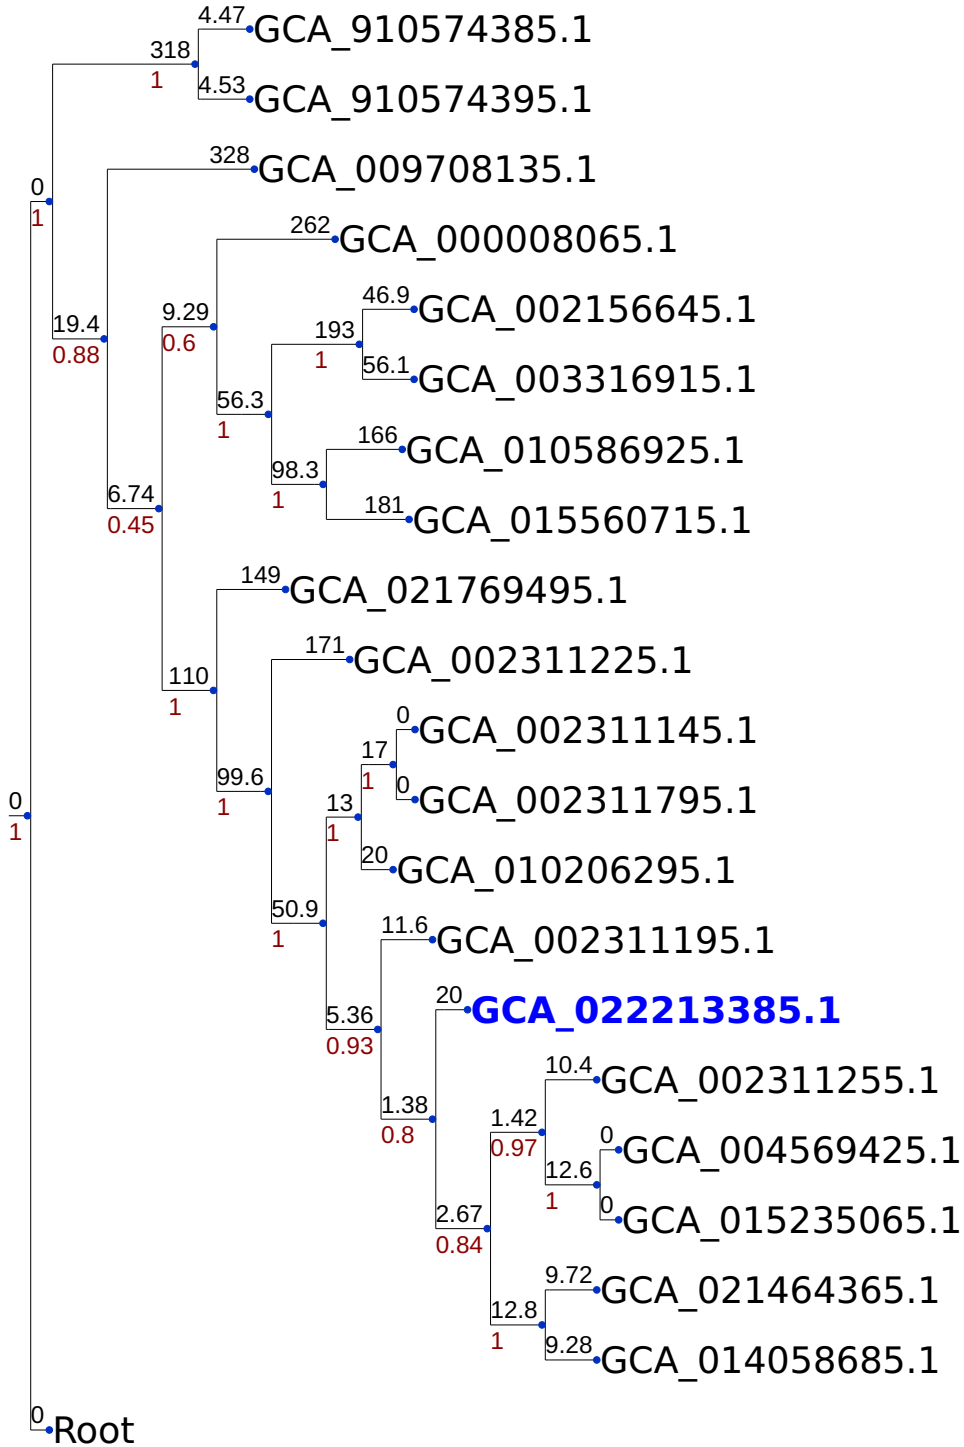 4.47
GCA_910574385.1
318
1
4.53
GCA_910574395.1
328
GCA_009708135.1
0
1
262
GCA_000008065.1
46.9
GCA_002156645.1
19.4
0.88
9.29
0.6
193
1
56.1
GCA_003316915.1
56.3
1
166
GCA_010586925.1
98.3
1
6.74
0.45
181
GCA_015560715.1
149
GCA_021769495.1
171
GCA_002311225.1
110
1
0
GCA_002311145.1
17
1
99.6
1
0
GCA_002311795.1
0
1
13
1
20
GCA_010206295.1
50.9
1
11.6
GCA_002311195.1
5.36
0.93
20
GCA_022213385.1
10.4
GCA_002311255.1
1.38
0.8
1.42
0.97
0
GCA_004569425.1
12.6
1
0
GCA_015235065.1
2.67
0.84
9.72
GCA_021464365.1
12.8
1
9.28
GCA_014058685.1
0
Root